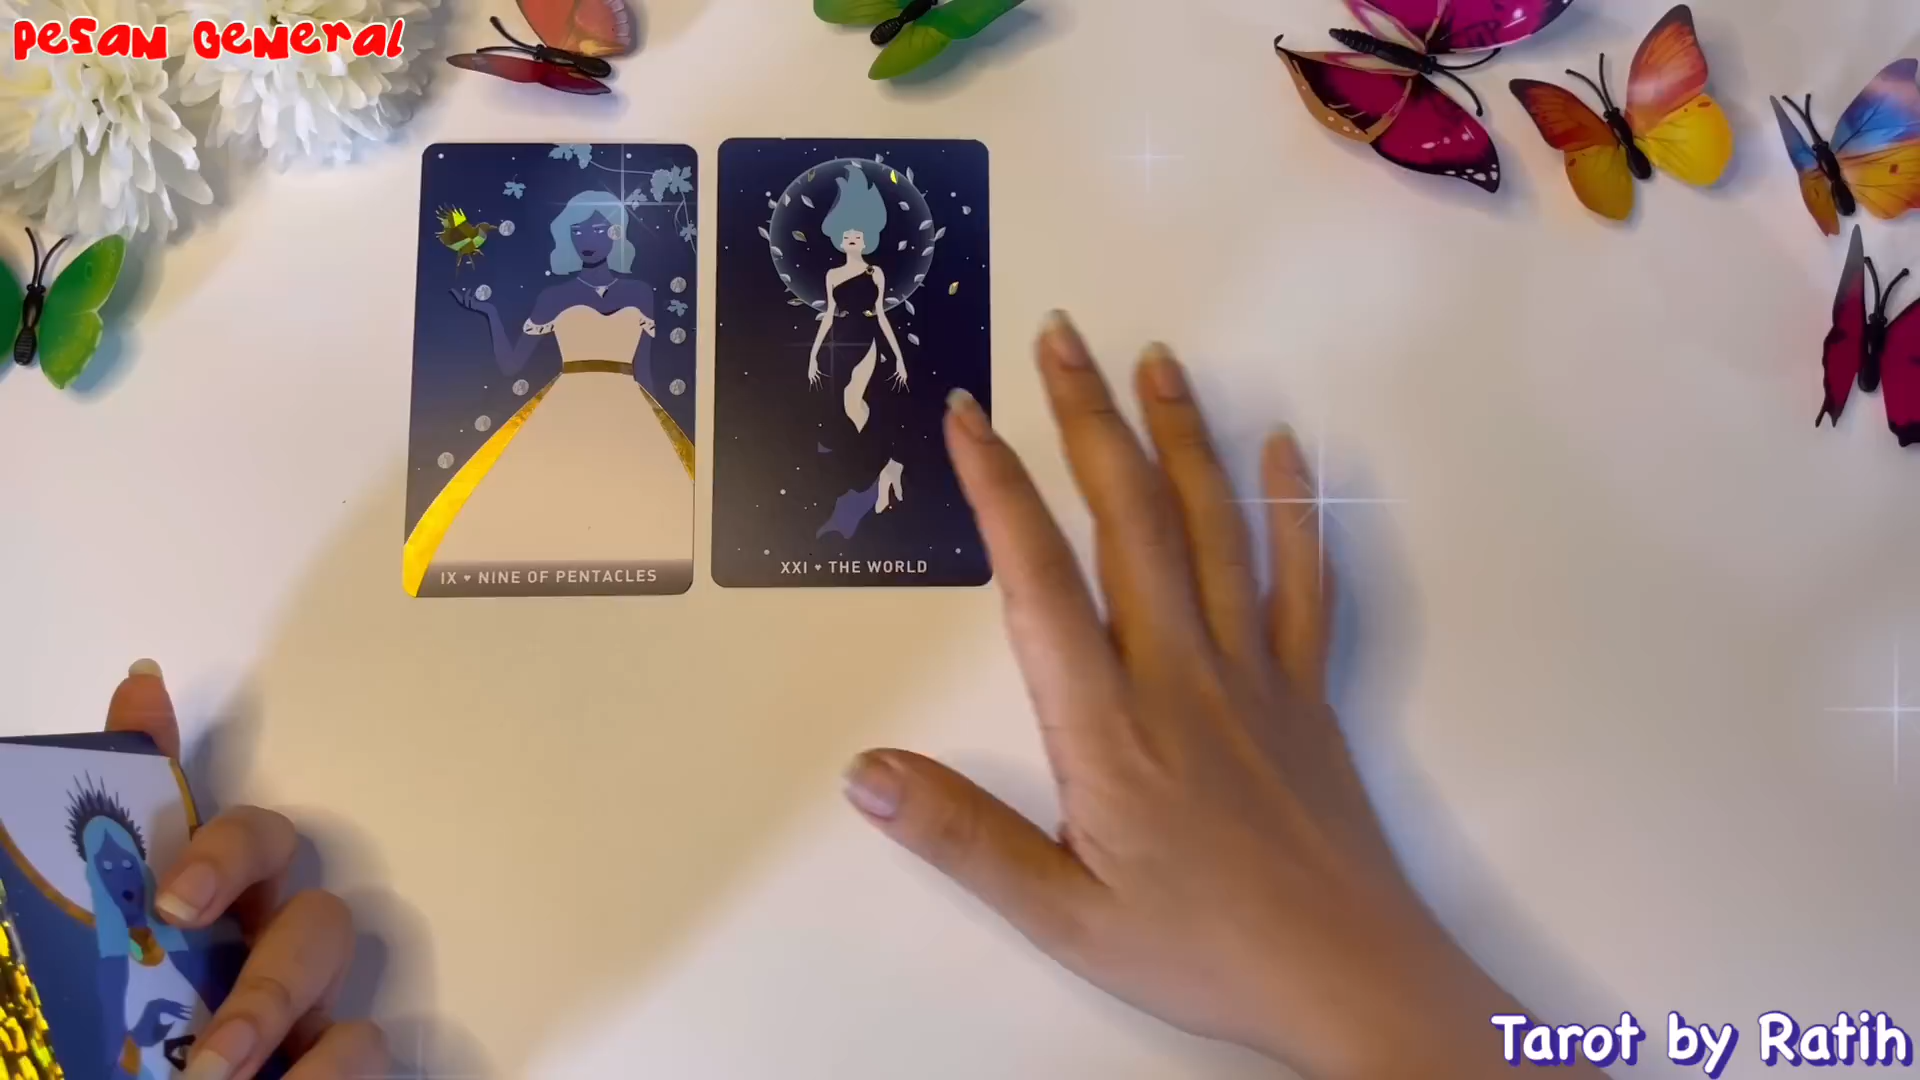 PESAN GENERAL
IX ♥ NINE OF PENTACLES
XXI ♥ THE WORLD
Tarot by Ratih